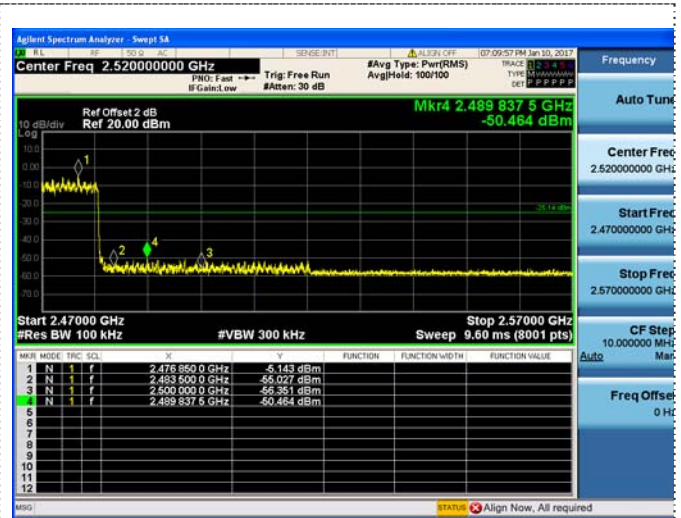 Agilent Spectrum Analyzer - Swept SA
RL RF 50 Ω AC SENSE:INT ALIGN OFF 07:09:57 PM Jan 10, 2017
Center Freq 2.520000000 GHz #Avg Type: Pwr(RMS) TRACE 1 2 3 4 5 6
PNO: Fast Trig: Free Run Avg|Hold: 100/100 TYPE M
IFGain:Low #Atten: 30 dB DET P P P P P P
Frequency
Auto Tune
Center Freq
2.520000000 GHz
Start Freq
2.470000000 GHz
Stop Freq
2.570000000 GHz
CF Step
10.000000 MHz
Auto Man
Freq Offset
0 Hz
Mkr4 2.489 837 5 GHz
-50.464 dBm
Ref Offset 2 dB
10 dB/div Ref 20.00 dBm
Log
10.0
0.00
-10.0
-20.0
-30.0
-40.0
-50.0
-60.0
-70.0
1
2
3
4
-25.14 dBm
Start 2.47000 GHz Stop 2.57000 GHz
#Res BW 100 kHz #VBW 300 kHz Sweep 9.60 ms (8001 pts)
MKR MODE TRC SCL X Y FUNCTION FUNCTION WIDTH FUNCTION VALUE
1 N 1 f 2.476 850 0 GHz -5.143 dBm
2 N 1 f 2.483 500 0 GHz -55.027 dBm
3 N 1 f 2.500 000 0 GHz -56.351 dBm
4 N 1 f 2.489 837 5 GHz -50.464 dBm
5
6
7
8
9
10
11
12
MSG STATUS Align Now, All required